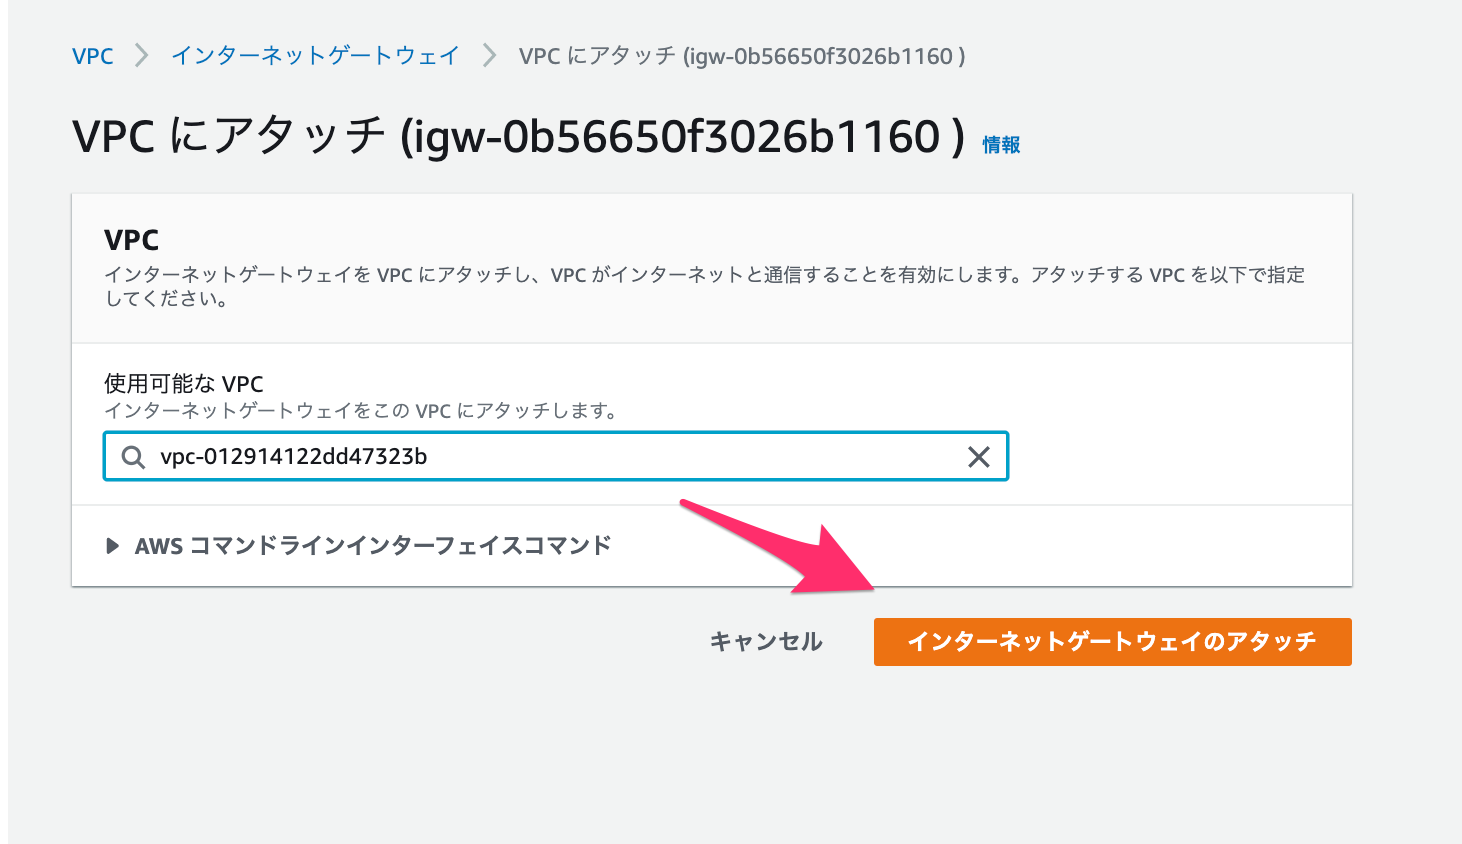 VPC > インターネットゲートウェイ > VPC にアタッチ (igw-0b56650f3026b1160 )
VPC にアタッチ (igw-0b56650f3026b1160 ) 情報
VPC
インターネットゲートウェイを VPC にアタッチし、VPC がインターネットと通信することを有効にします。アタッチする VPC を以下で指定
してください。
使用可能な VPC
インターネットゲートウェイをこの VPC にアタッチします。
vpc-012914122dd47323b
AWS コマンドラインインターフェイスコマンド
キャンセル インターネットゲートウェイのアタッチ